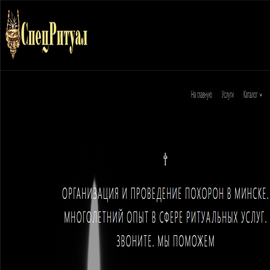 СпецРитуал
На главную Услуги Каталог
ОРГАНИЗАЦИЯ И ПРОВЕДЕНИЕ ПОХОРОН В МИНСКЕ.
МНОГОЛЕТНИЙ ОПЫТ В СФЕРЕ РИТУАЛЬНЫХ УСЛУГ.
ЗВОНИТЕ. МЫ ПОМОЖЕМ